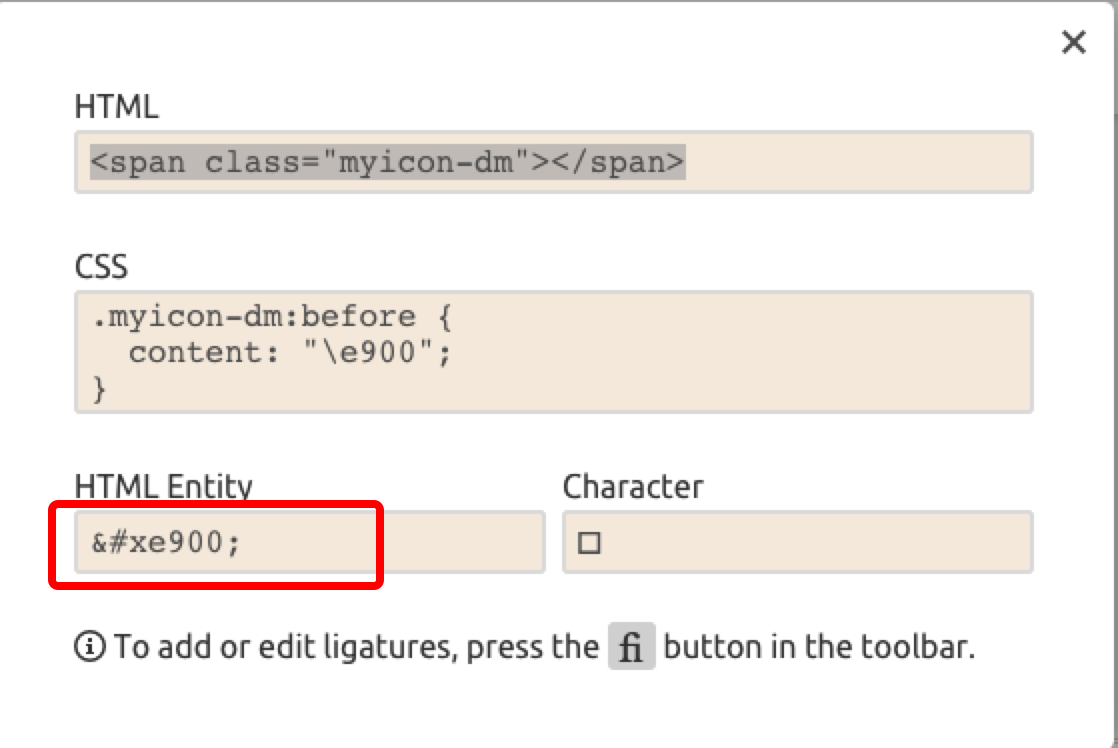 HTML
<span class="myicon-dm"></span>
CSS
.myicon-dm:before {
  content: "\e900";
}
HTML Entity
Character
&#xe900;
To add or edit ligatures, press the fi button in the toolbar.